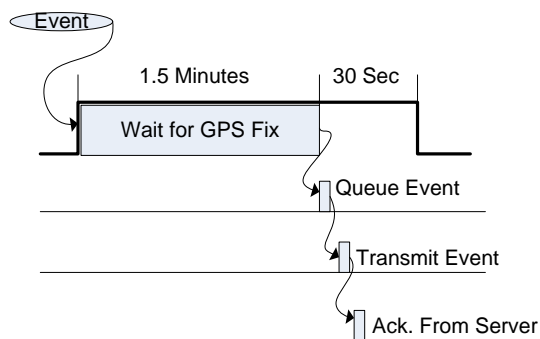 Event
1.5 Minutes
30 Sec
Wait for GPS Fix
Queue Event
Transmit Event
Ack. From Server